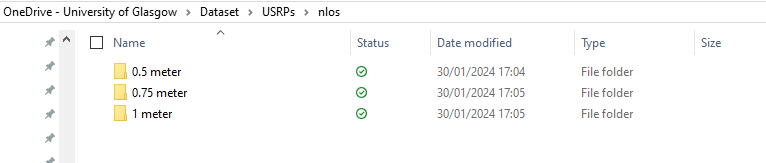 OneDrive - University of Glasgow > Dataset > USRPs > nlos
Name Status Date modified Type Size
0.5 meter 30/01/2024 17:04 File folder
0.75 meter 30/01/2024 17:05 File folder
1 meter 30/01/2024 17:05 File folder